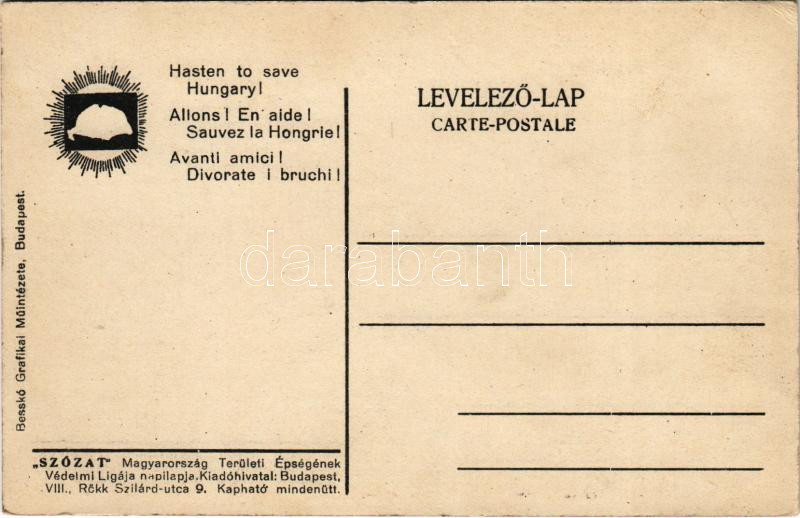 Hasten to save
Hungary!
Allons! En aide!
Sauvez la Hongrie!
Avanti amici!
Divorate i bruchi!
LEVELEZŐ-LAP
CARTE-POSTALE
darabanth
Besskó Grafikai Műintézete, Budapest.
„SZÓZAT" Magyarország Területi Épségének
Védelmi Ligája napilapja. Kiadóhivatal: Budapest,
VIII., Rökk Szilárd-utca 9. Kapható mindenütt.